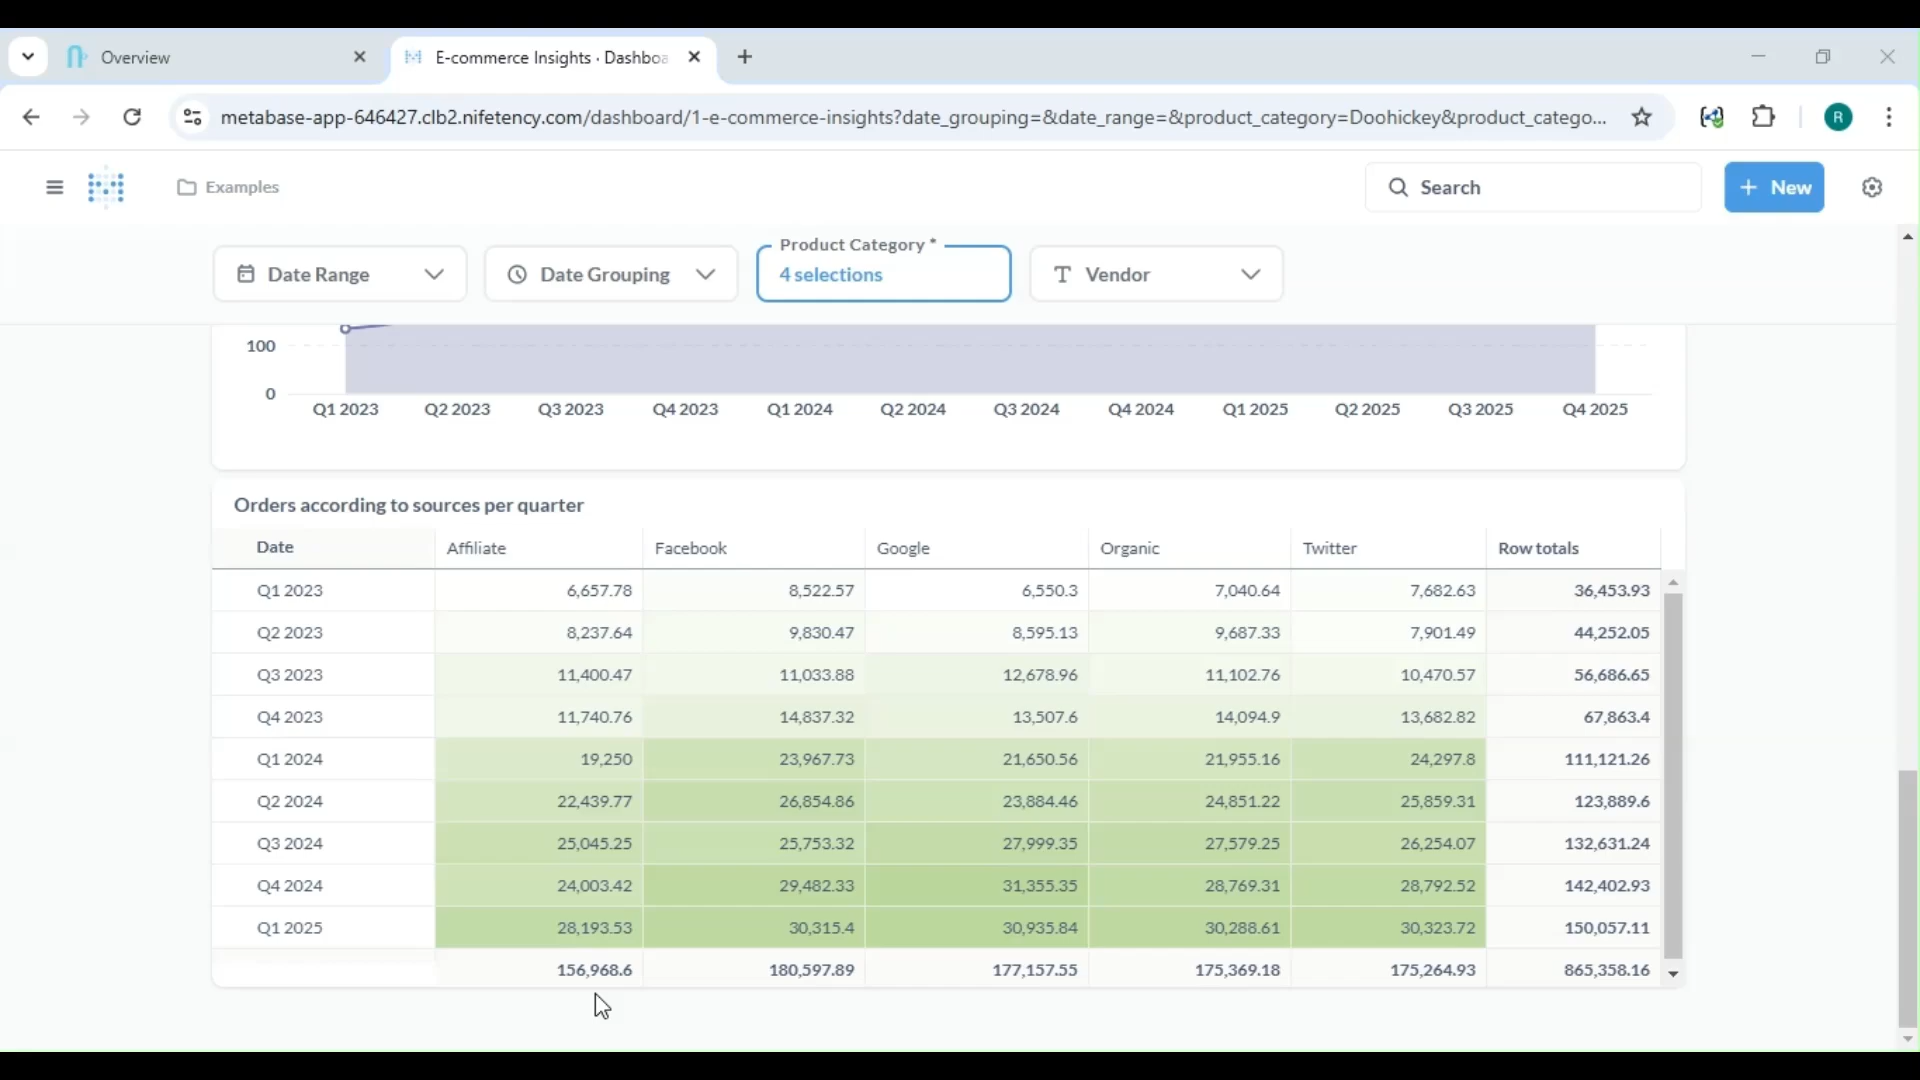 Overview
E-commerce Insights · Dashboa
metabase-app-646427.clb2.nifetency.com/dashboard/1-e-commerce-insights?date_grouping=&date_range=&product_category=Doohickey&product_catego...
R
Examples
Search
+ New
Date Range
Date Grouping
Product Category *
4 selections
Vendor
100
0
Q1 2023 Q2 2023 Q3 2023 Q4 2023 Q1 2024 Q2 2024 Q3 2024 Q4 2024 Q1 2025 Q2 2025 Q3 2025 Q4 2025
Orders according to sources per quarter
Date Affiliate Facebook Google Organic Twitter Row totals
Q1 2023 6,657.78 8,522.57 6,550.3 7,040.64 7,682.63 36,453.93
Q2 2023 8,237.64 9,830.47 8,595.13 9,687.33 7,901.49 44,252.05
Q3 2023 11,400.47 11,033.88 12,678.96 11,102.76 10,470.57 56,686.65
Q4 2023 11,740.76 14,837.32 13,507.6 14,094.9 13,682.82 67,863.4
Q1 2024 19,250 23,967.73 21,650.56 21,955.16 24,297.8 111,121.26
Q2 2024 22,439.77 26,854.86 23,884.46 24,851.22 25,859.31 123,889.6
Q3 2024 25,045.25 25,753.32 27,999.35 27,579.25 26,254.07 132,631.24
Q4 2024 24,003.42 29,482.33 31,355.35 28,769.31 28,792.52 142,402.93
Q1 2025 28,193.53 30,315.4 30,935.84 30,288.61 30,323.72 150,057.11
156,968.6 180,597.89 177,157.55 175,369.18 175,264.93 865,358.16